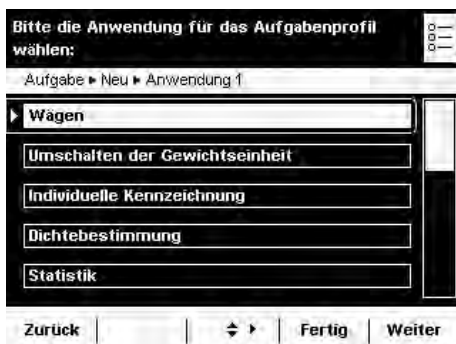 Bitte die Anwendung für das Aufgabenprofil
wählen:
Aufgabe ▸ Neu ▸ Anwendung 1
Wägen
Umschalten der Gewichtseinheit
Individuelle Kennzeichnung
Dichtebestimmung
Statistik
Zurück Fertig Weiter